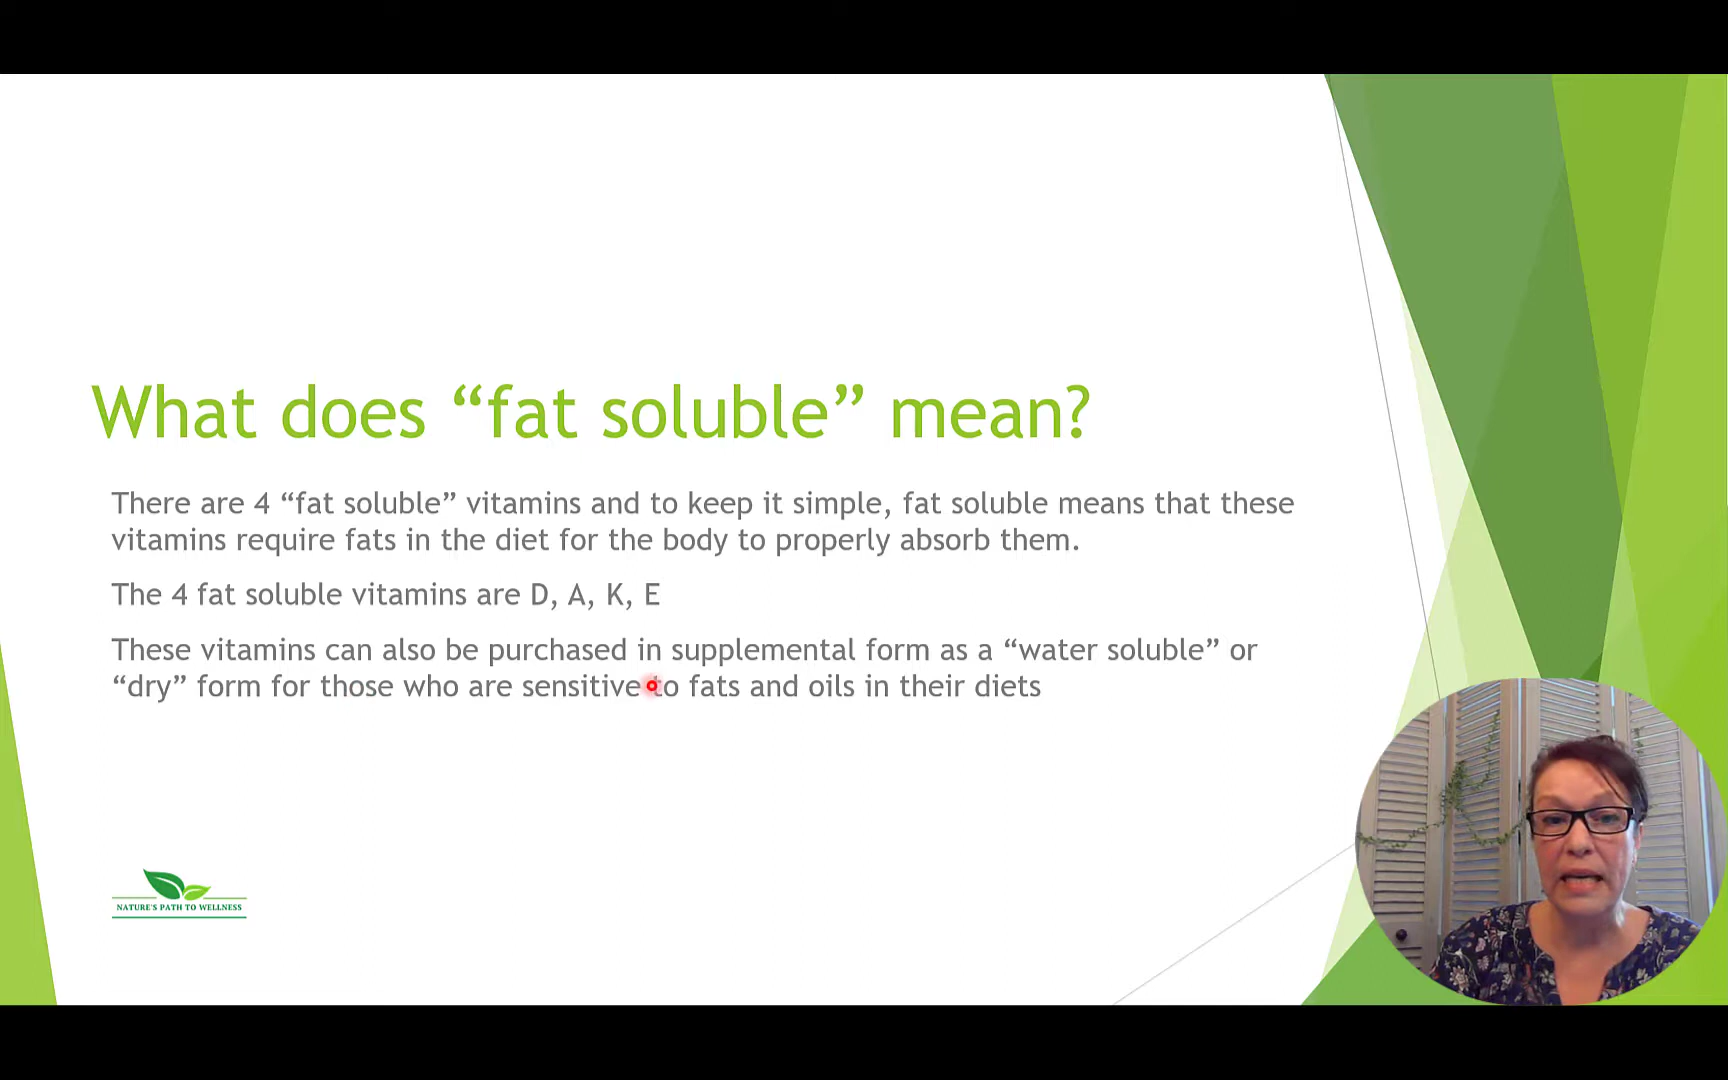 What does “fat soluble” mean?
There are 4 “fat soluble” vitamins and to keep it simple, fat soluble means that these
vitamins require fats in the diet for the body to properly absorb them.
The 4 fat soluble vitamins are D, A, K, E
These vitamins can also be purchased in supplemental form as a “water soluble” or
“dry” form for those who are sensitive to fats and oils in their diets
NATURE'S PATH TO WELLNESS